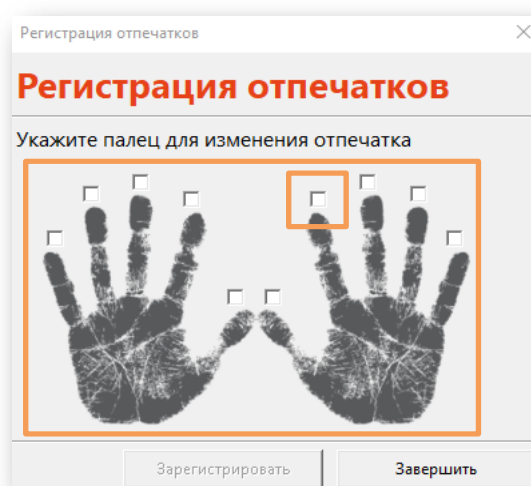 Регистрация отпечатков
Регистрация отпечатков
Укажите палец для изменения отпечатка
Зарегистрировать
Завершить